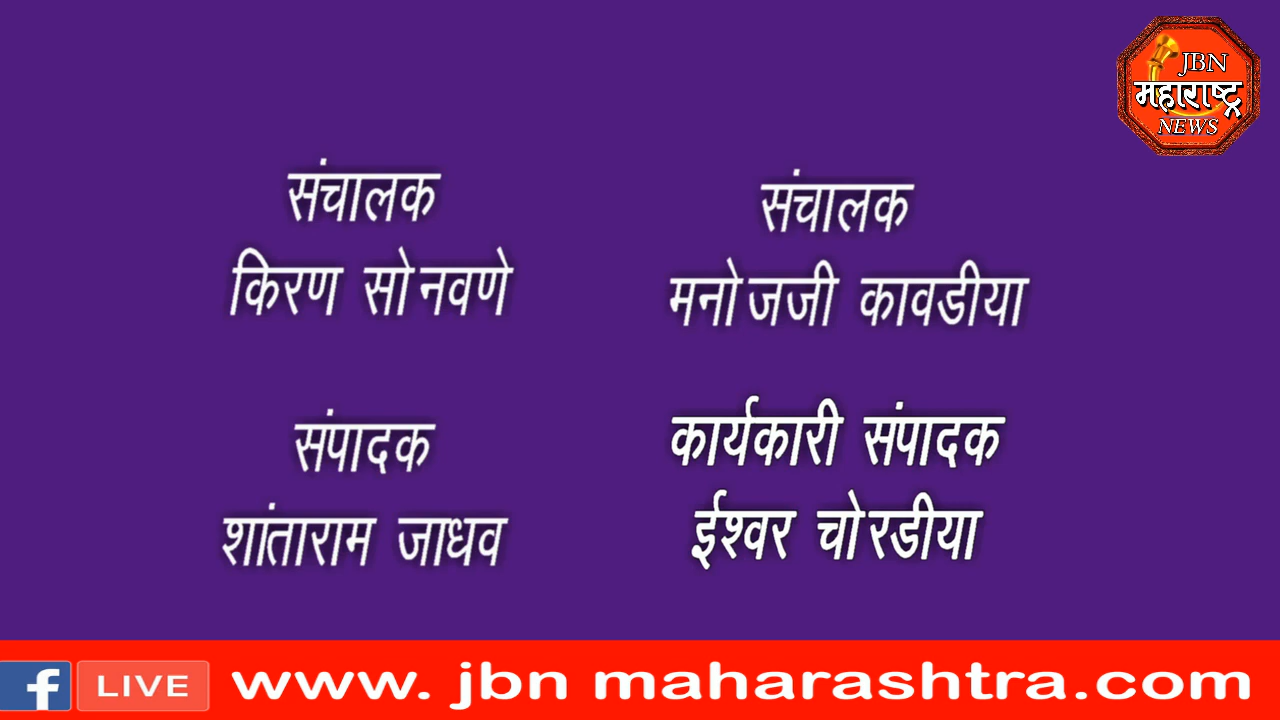 JBN
महाराष्ट्र
NEWS
संचालक
किरण सोनवणे
संचालक
मनोजजी कावडीया
संपादक
शांताराम जाधव
कार्यकारी संपादक
ईश्वर चोरडीया
f LIVE www. jbn maharashtra.com